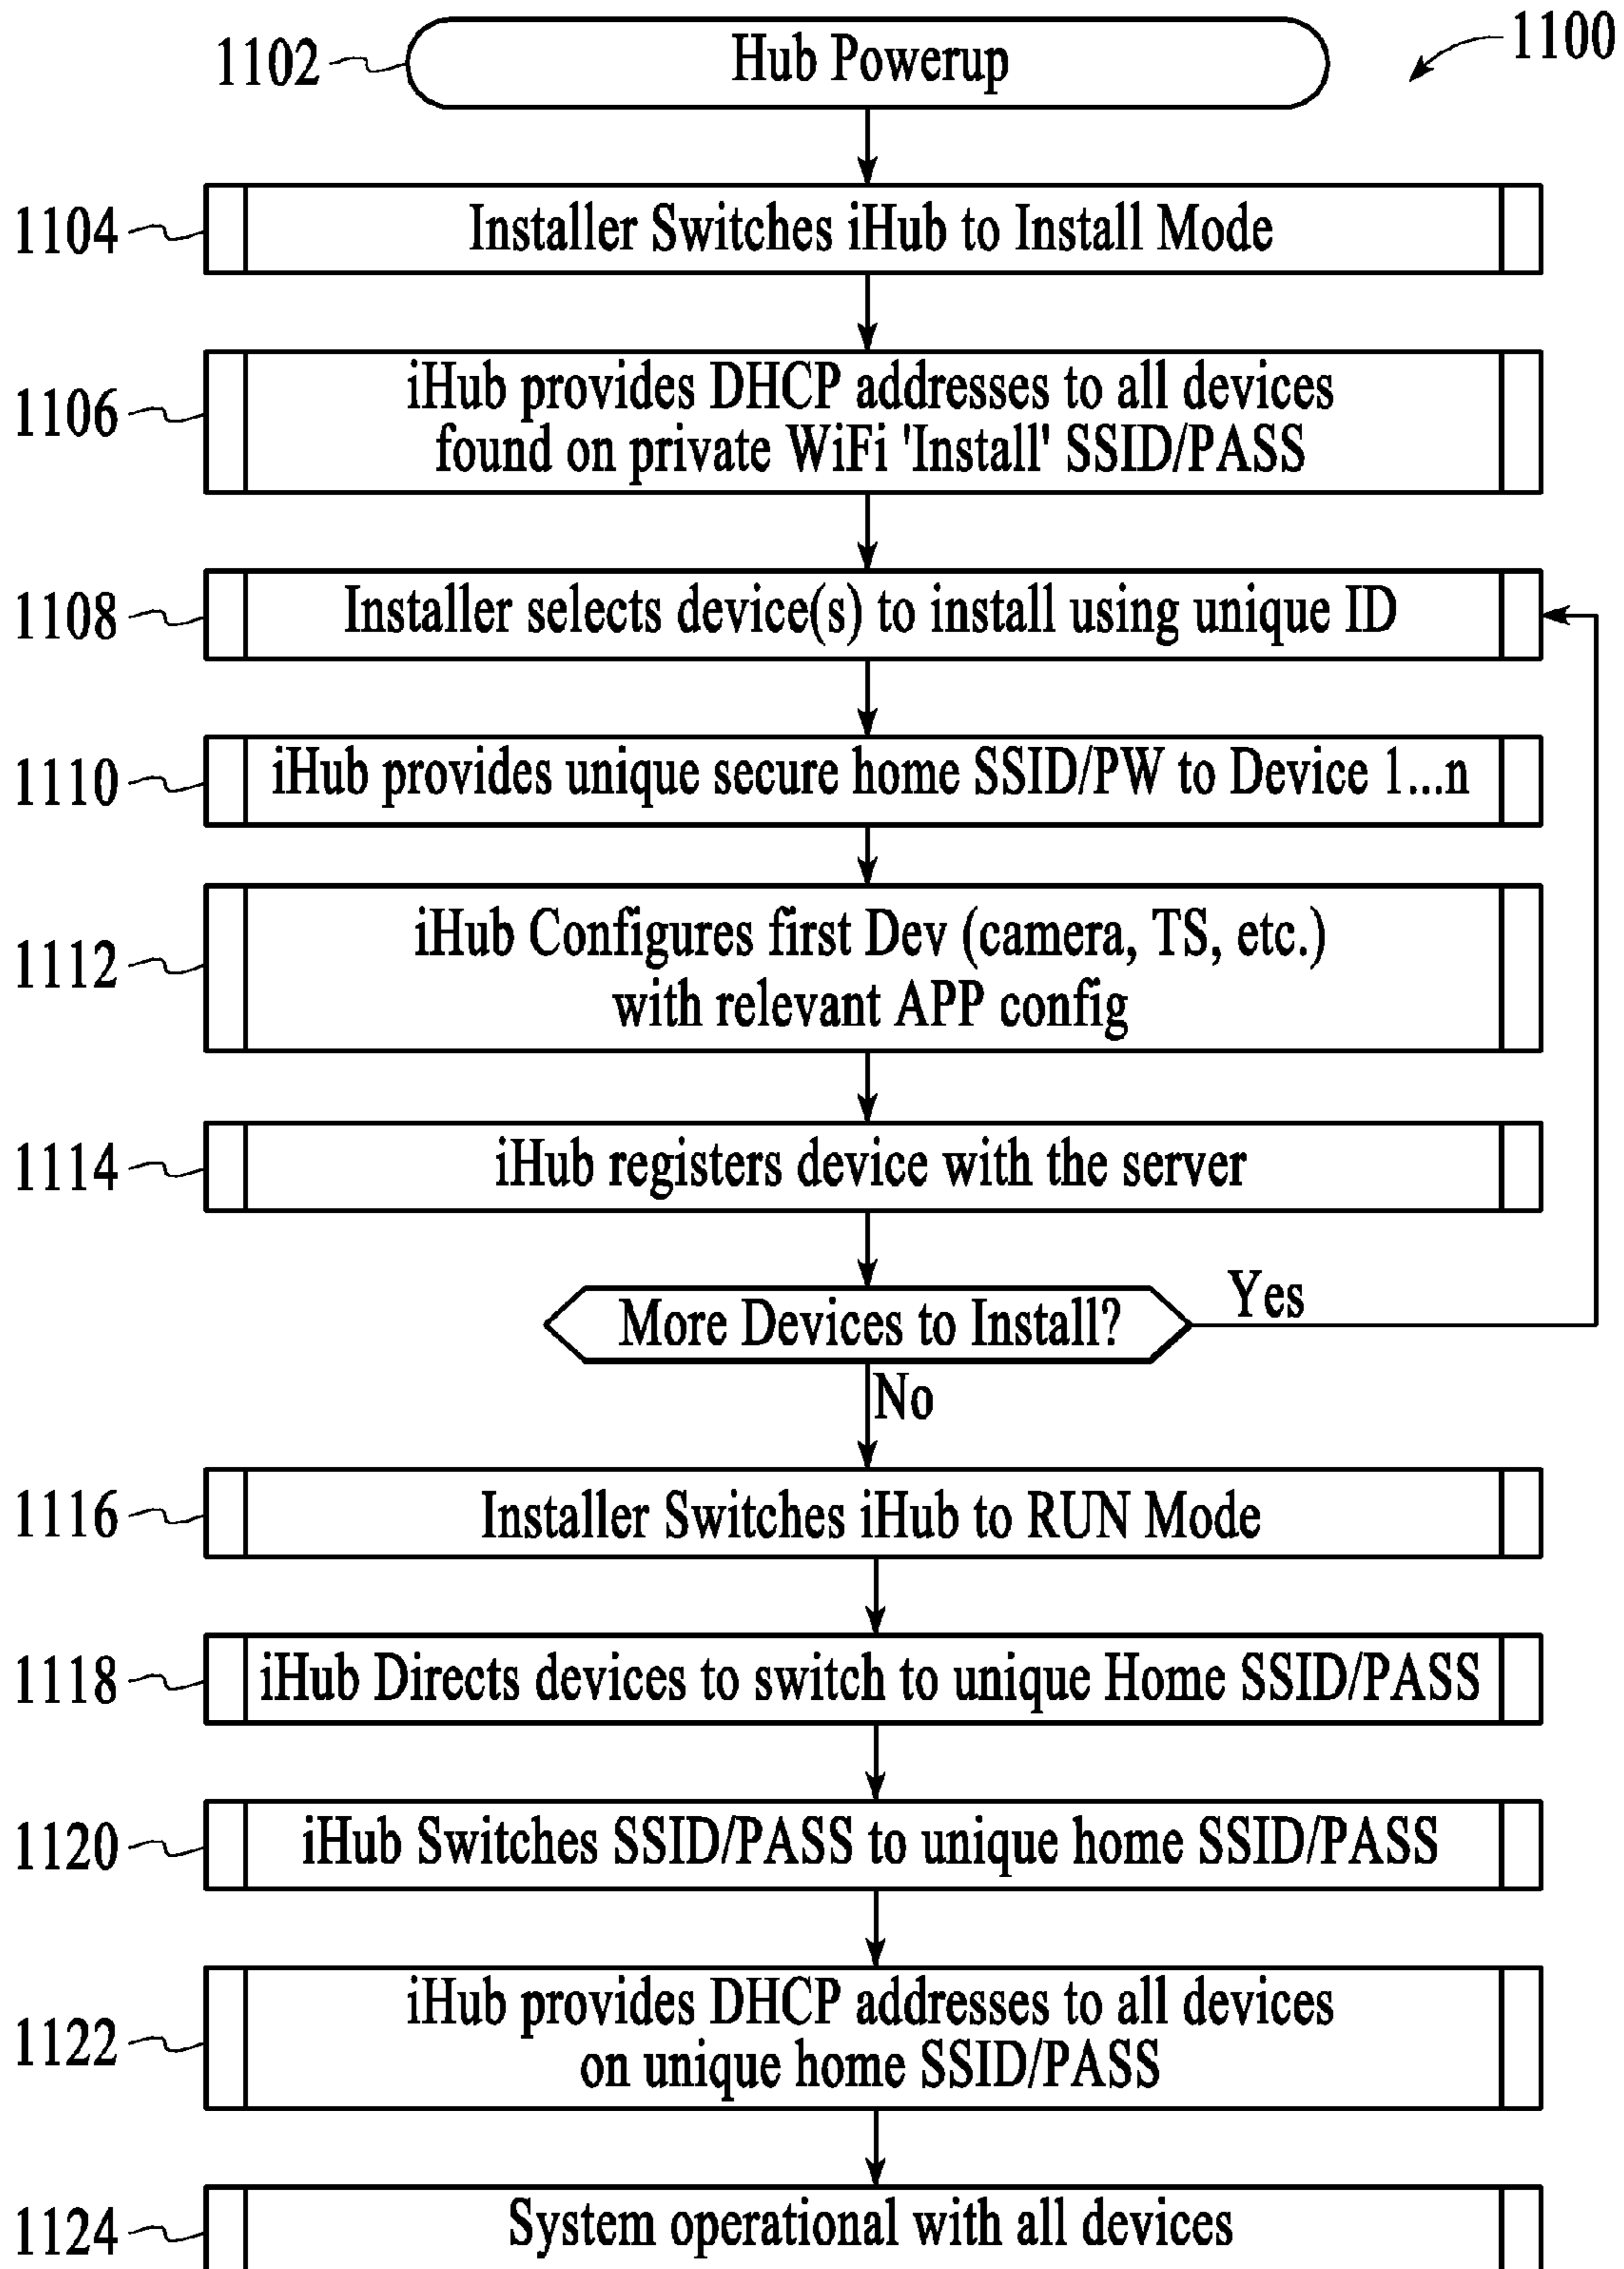 1102
Hub Powerup
1100
1104
Installer Switches iHub to Install Mode
1106
iHub provides DHCP addresses to all devices
found on private WiFi 'Install' SSID/PASS
1108
Installer selects device(s) to install using unique ID
1110
iHub provides unique secure home SSID/PW to Device 1...n
1112
iHub Configures first Dev (camera, TS, etc.)
with relevant APP config
1114
iHub registers device with the server
More Devices to Install?
Yes
No
1116
Installer Switches iHub to RUN Mode
1118
iHub Directs devices to switch to unique Home SSID/PASS
1120
iHub Switches SSID/PASS to unique home SSID/PASS
1122
iHub provides DHCP addresses to all devices
on unique home SSID/PASS
1124
System operational with all devices